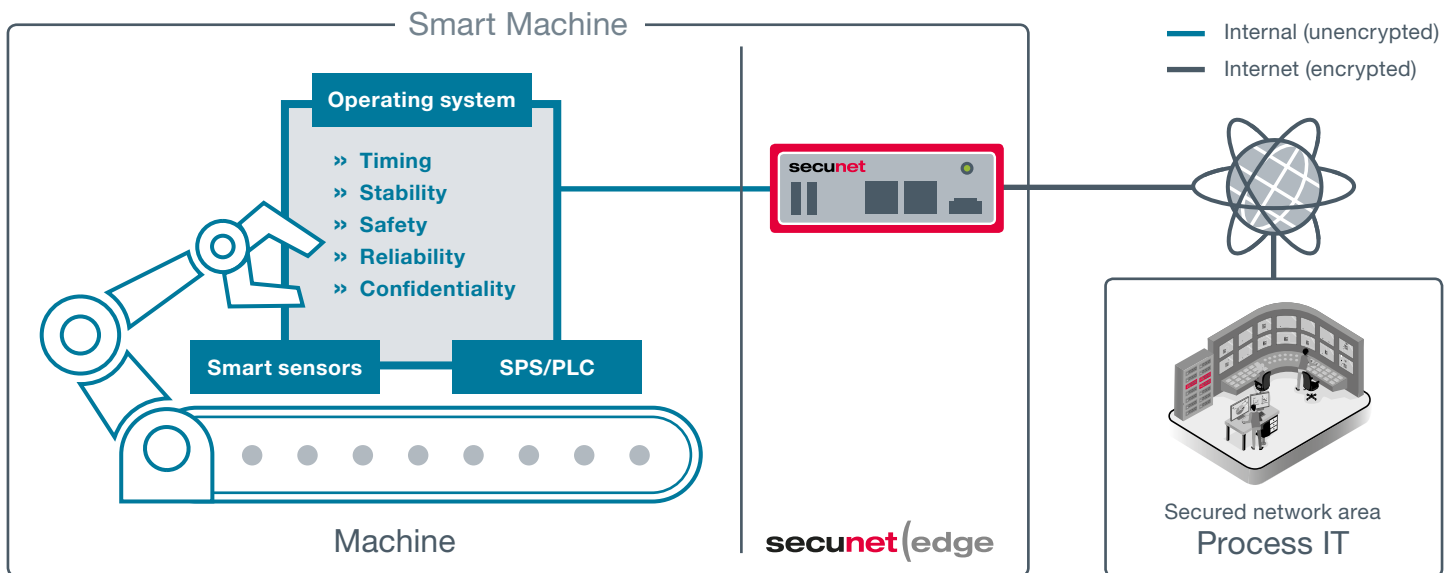 Smart Machine
Internal (unencrypted)
Internet (encrypted)
Operating system
» Timing
» Stability
» Safety
» Reliability
» Confidentiality
secunet
Smart sensors
SPS/PLC
Machine
secunet(edge
Secured network area
Process IT